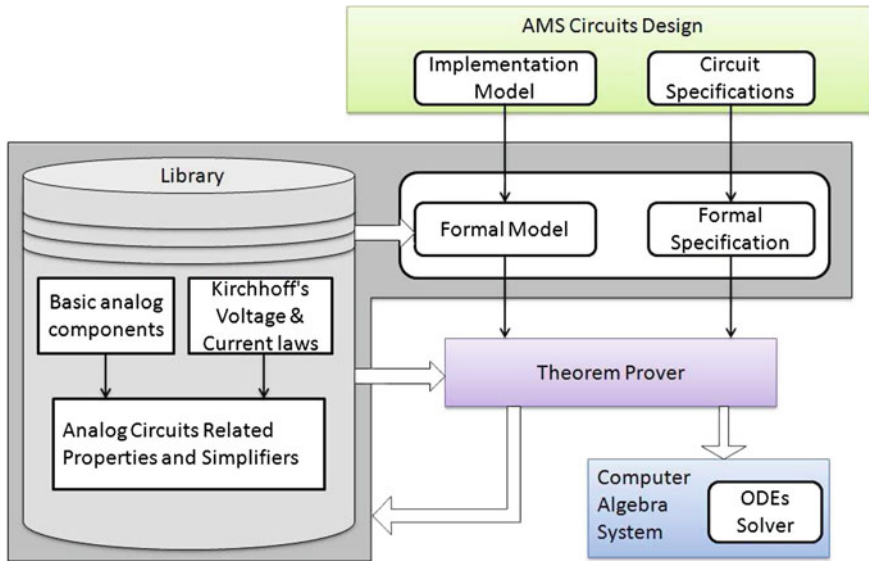 AMS Circuits Design
Implementation
Model
Circuit
Specifications
Library
Formal Model
Formal
Specification
Basic analog
components
Kirchhoff's
Voltage &
Current laws
Analog Circuits Related
Properties and Simplifiers
Theorem Prover
Computer
Algebra
System
ODEs
Solver